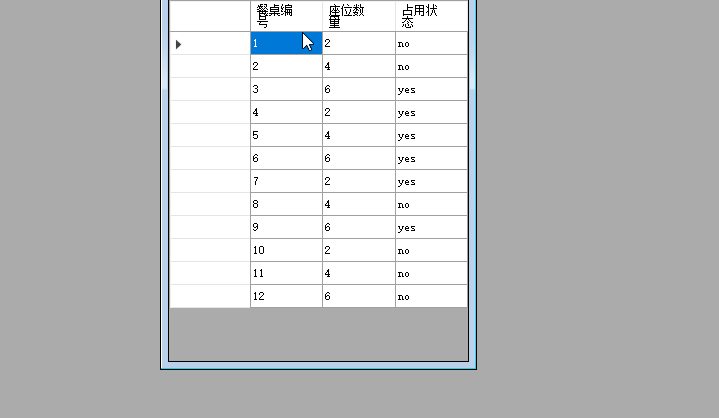 餐桌编号 座位数量 占用状态
1 2 no
2 4 no
3 6 yes
4 2 yes
5 4 yes
6 6 yes
7 2 yes
8 4 no
9 6 yes
10 2 no
11 4 no
12 6 no